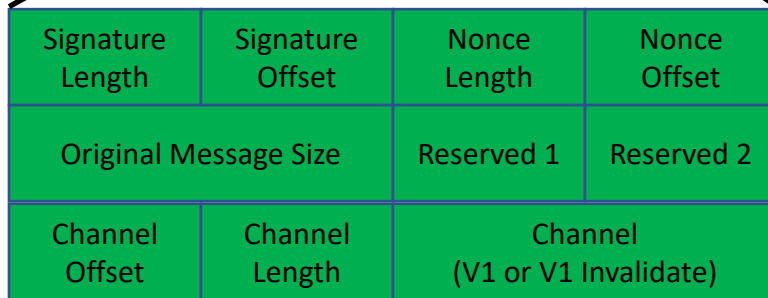 Signature Length
Signature Offset
Nonce Length
Nonce Offset
Original Message Size
Reserved 1
Reserved 2
Channel Offset
Channel Length
Channel
(V1 or V1 Invalidate)